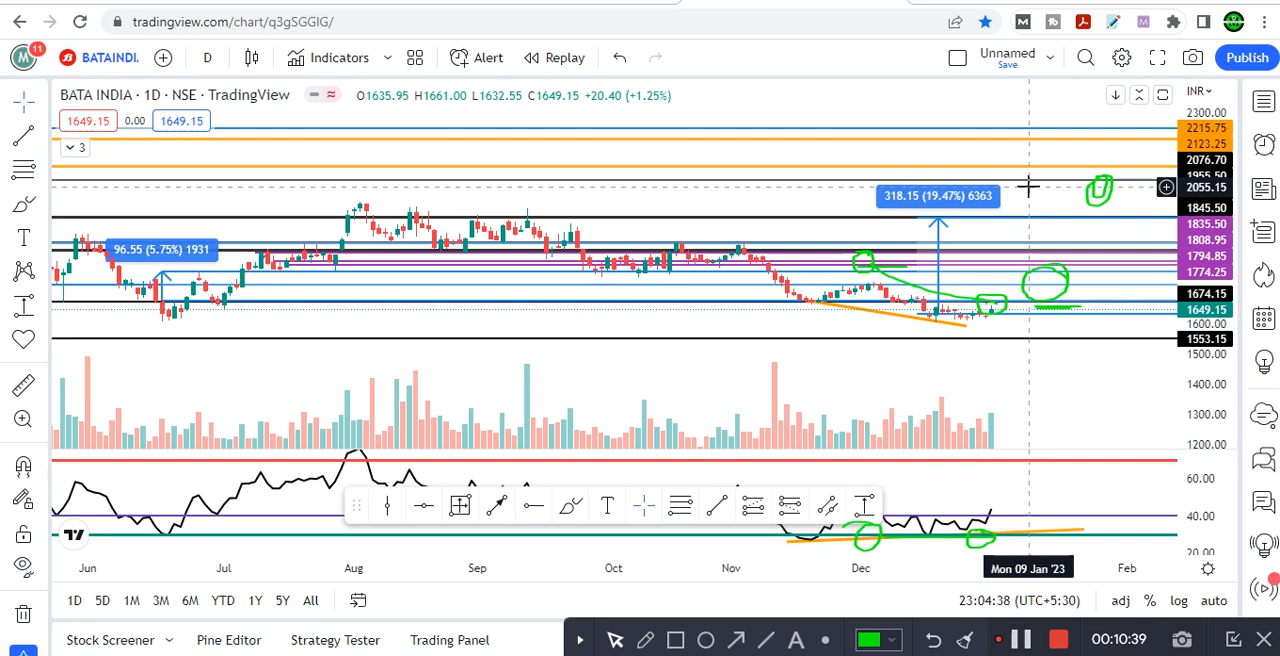 tradingview.com/chart/q3gSGGIG/
M 11 BATAINDI. D Indicators Alert Replay Unnamed Save Publish
BATA INDIA · 1D · NSE · TradingView O1635.95 H1661.00 L1632.55 C1649.15 +20.40 (+1.25%) INR
1649.15 0.00 1649.15
3
2300.00
2215.75
2123.25
2076.70
1955.50
2055.15
1845.50
1835.50
1808.95
1794.85
1774.25
1674.15
1649.15
1600.00
1553.15
1500.00
1400.00
1300.00
1200.00
318.15 (19.47%) 6363
96.55 (5.75%) 1931
60.00
40.00
20.00
T
Jun Jul Aug Sep Oct Nov Dec Mon 09 Jan '23 Feb
1D 5D 1M 3M 6M YTD 1Y 5Y All 23:04:38 (UTC+5:30) adj % log auto
Stock Screener Pine Editor Strategy Tester Trading Panel A 00:10:39